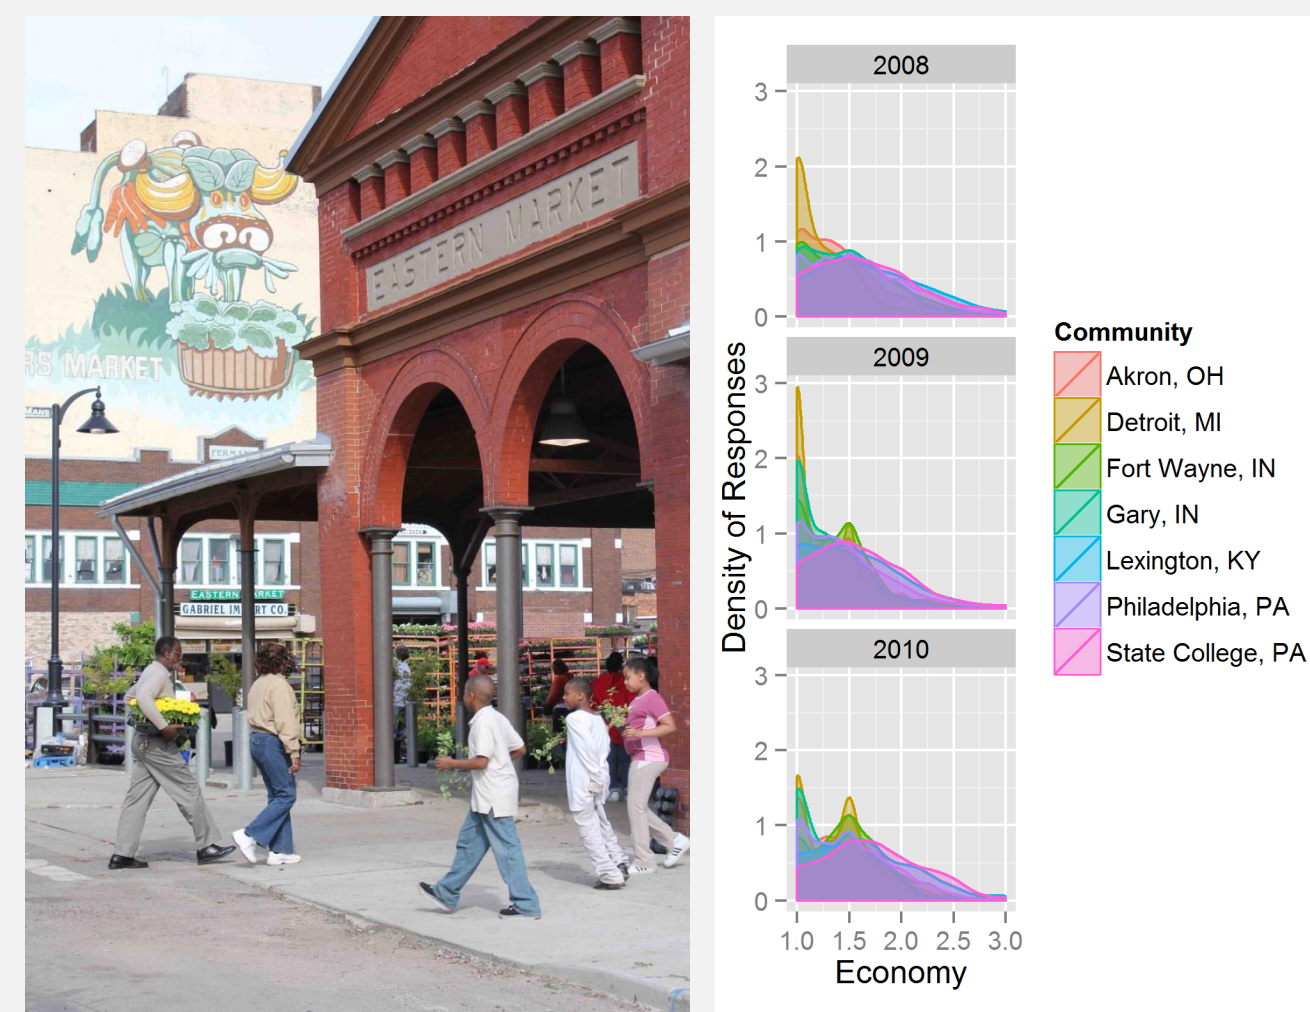 EASTERN MARKET
RS MARKET
FERMAN
EASTERN MARKET
GABRIEL IMPORT CO.
2008
3
2
1
0
2009
3
2
1
0
2010
3
2
1
0
1.0 1.5 2.0 2.5 3.0
Economy
Density of Responses
Community
Akron, OH
Detroit, MI
Fort Wayne, IN
Gary, IN
Lexington, KY
Philadelphia, PA
State College, PA